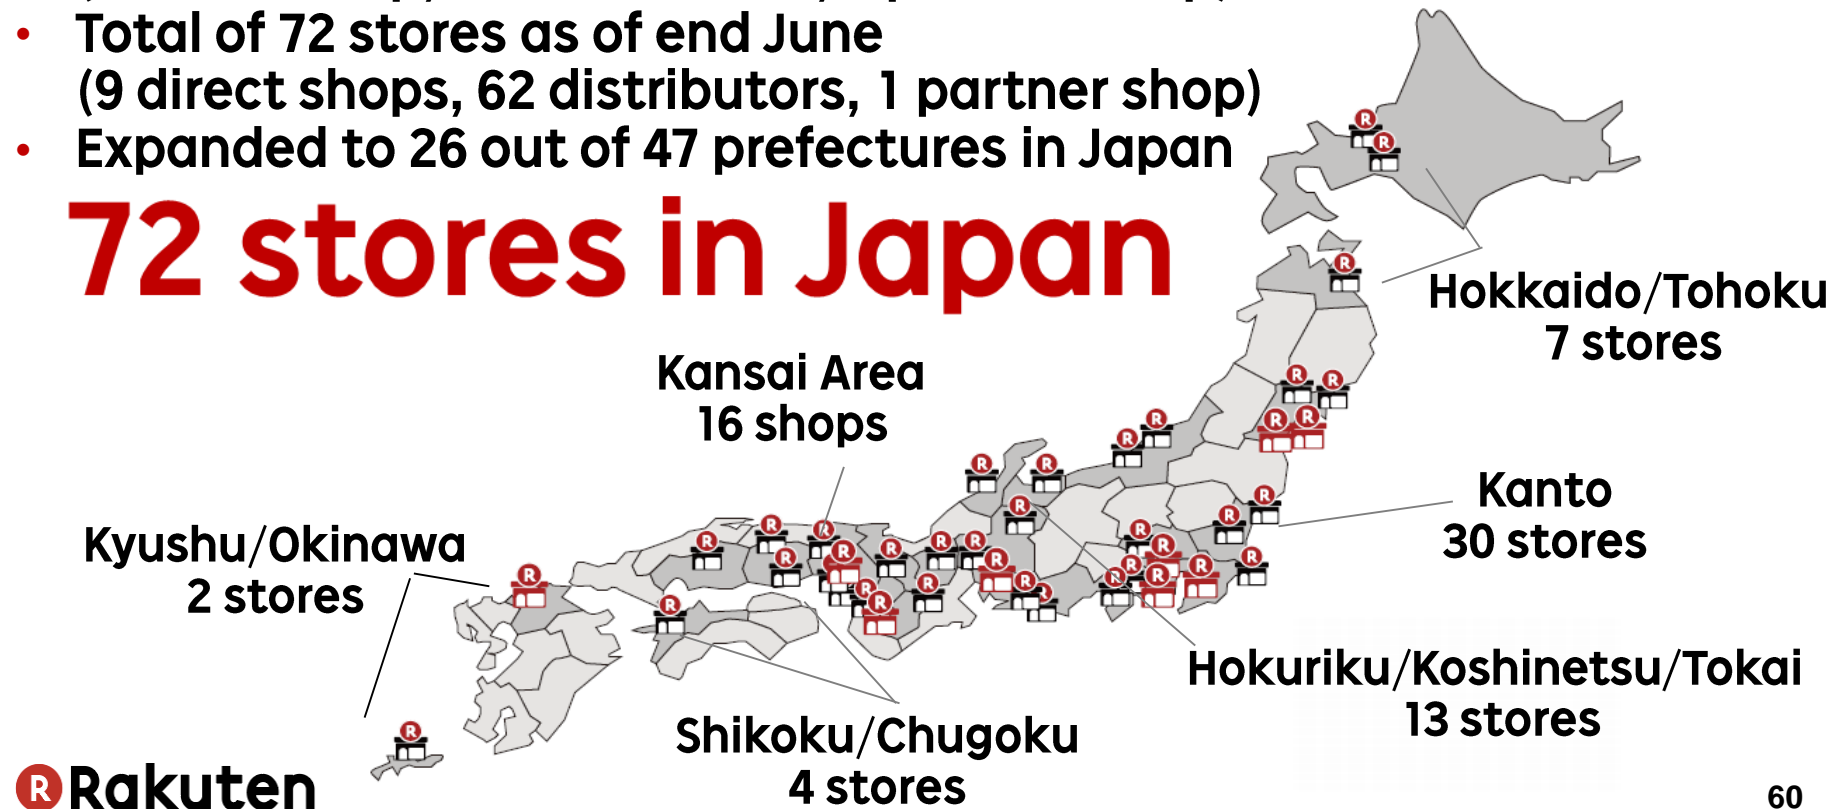 • Total of 72 stores as of end June
(9 direct shops, 62 distributors, 1 partner shop)
• Expanded to 26 out of 47 prefectures in Japan
72 stores in Japan
Hokkaido/Tohoku
7 stores
Kansai Area
16 shops
Kanto
30 stores
Kyushu/Okinawa
2 stores
Hokuriku/Koshinetsu/Tokai
13 stores
Shikoku/Chugoku
4 stores
R Rakuten
60